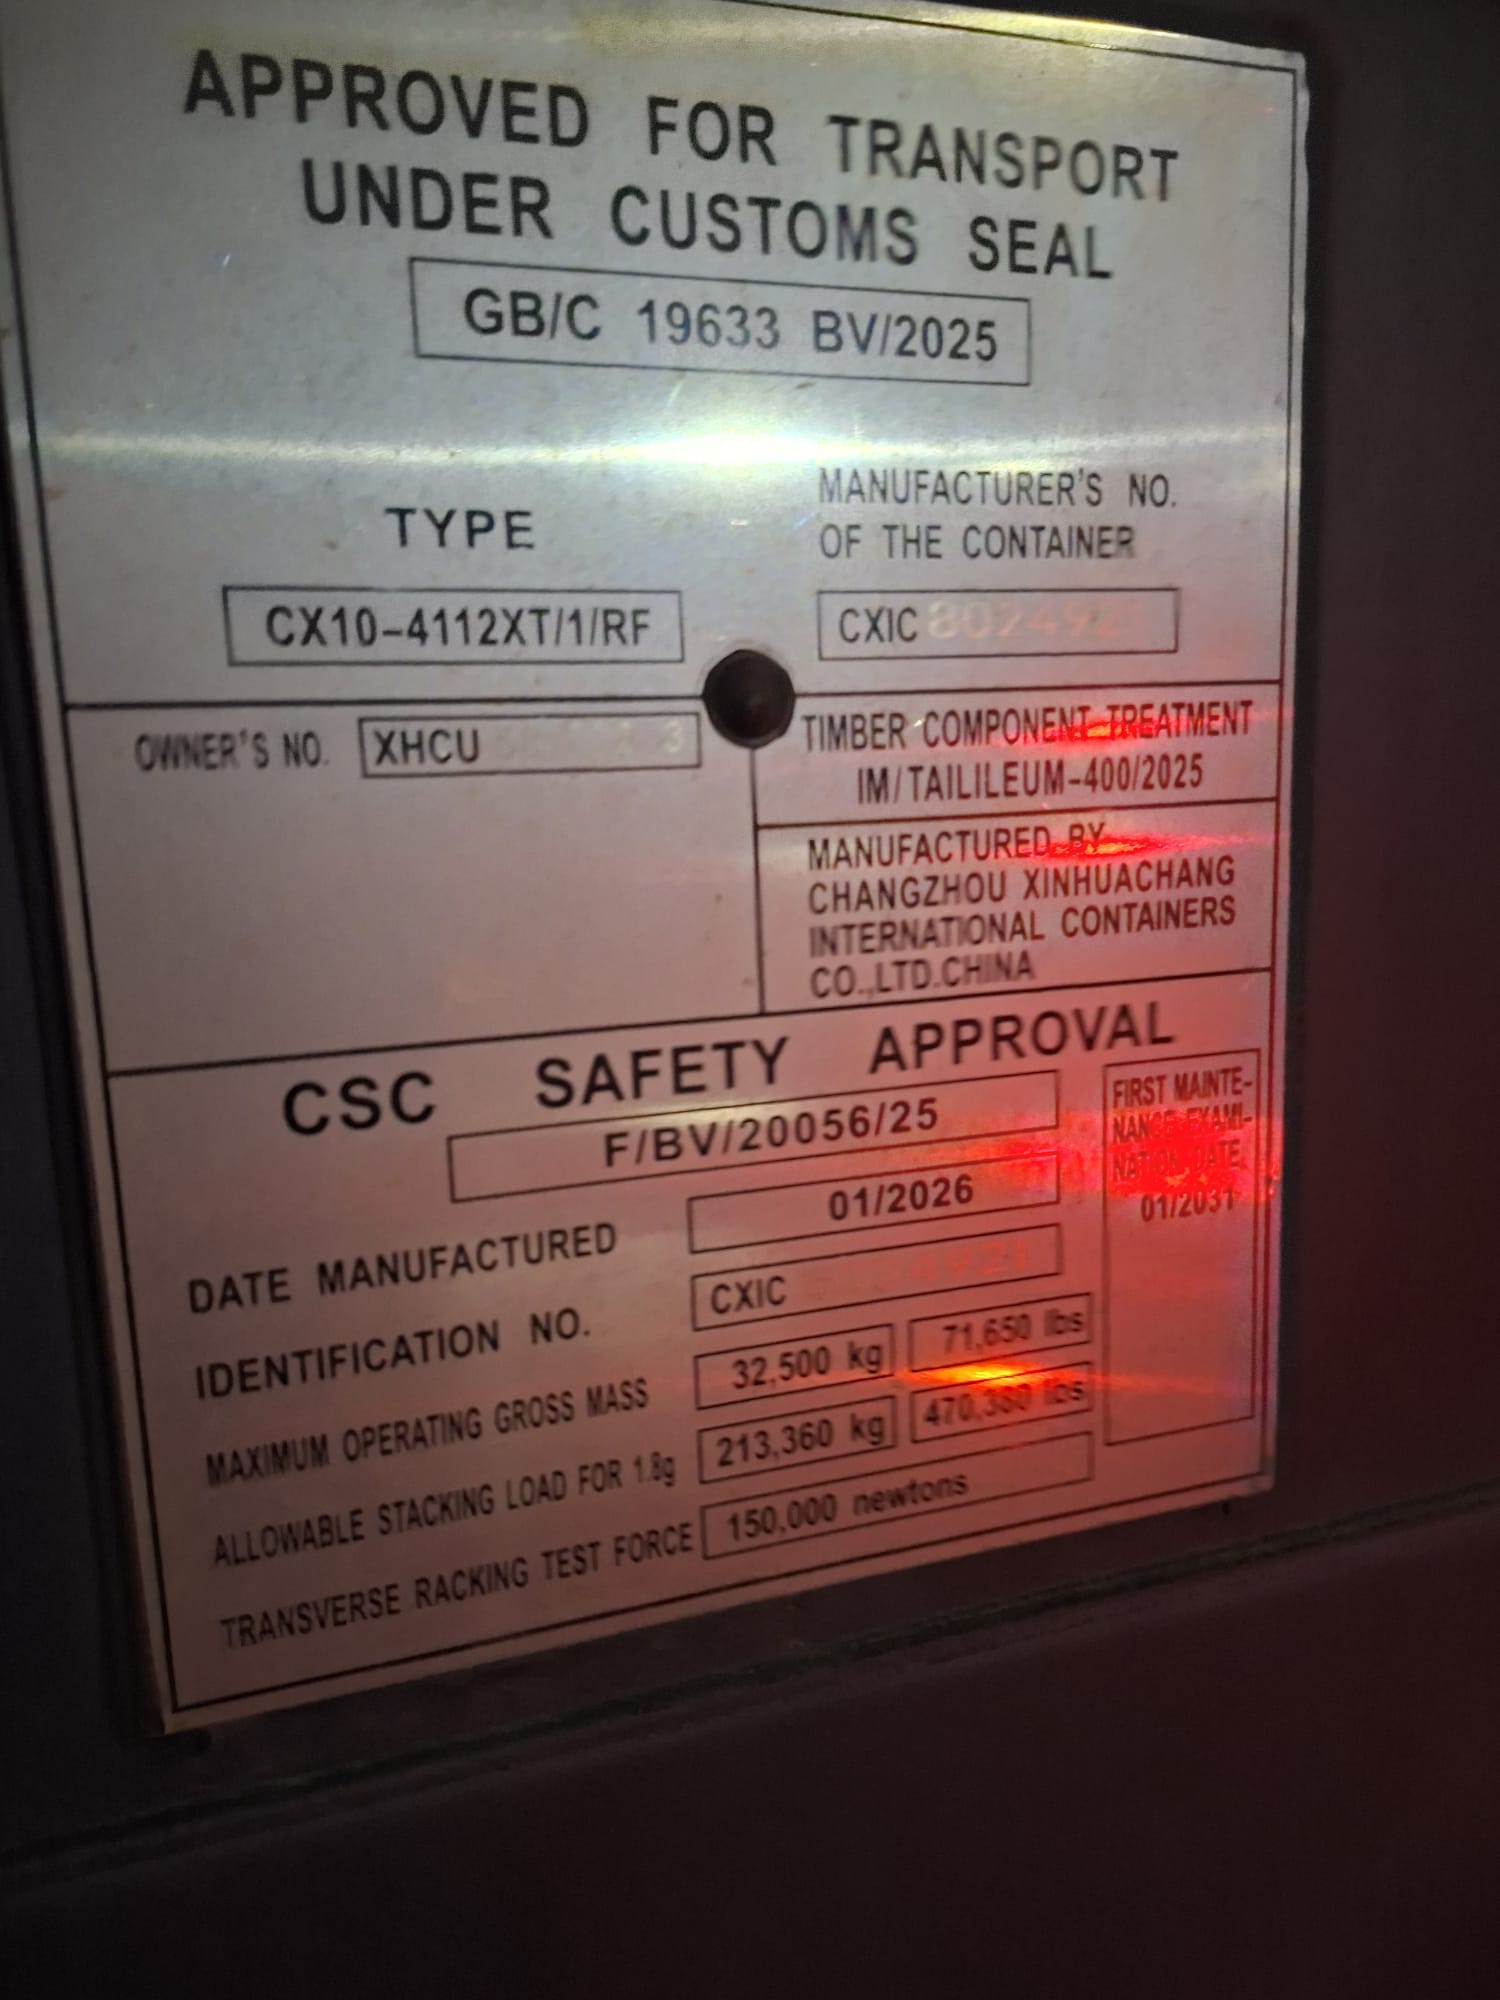 APPROVED FOR TRANSPORT
UNDER CUSTOMS SEAL
GB/C 19633 BV/2025
TYPE
CX10-4112XT/1/RF
MANUFACTURER'S NO.
OF THE CONTAINER
CXIC
OWNER'S NO. XHCU
TIMBER COMPONENT TREATMENT
IM/TAILILEUM-400/2025
MANUFACTURED BY
CHANGZHOU XINHUACHANG
INTERNATIONAL CONTAINERS
CO.,LTD.CHINA
CSC SAFETY APPROVAL
F/BV/20056/25
DATE MANUFACTURED 01/2026
IDENTIFICATION NO. CXIC
MAXIMUM OPERATING GROSS MASS 32,500 kg 71,650 lbs
ALLOWABLE STACKING LOAD FOR 1.8g 213,360 kg 470,380 lbs
TRANSVERSE RACKING TEST FORCE 150,000 newtons
FIRST MAINTE-
NANCE EXAMI-
NATION DATE
01/2031